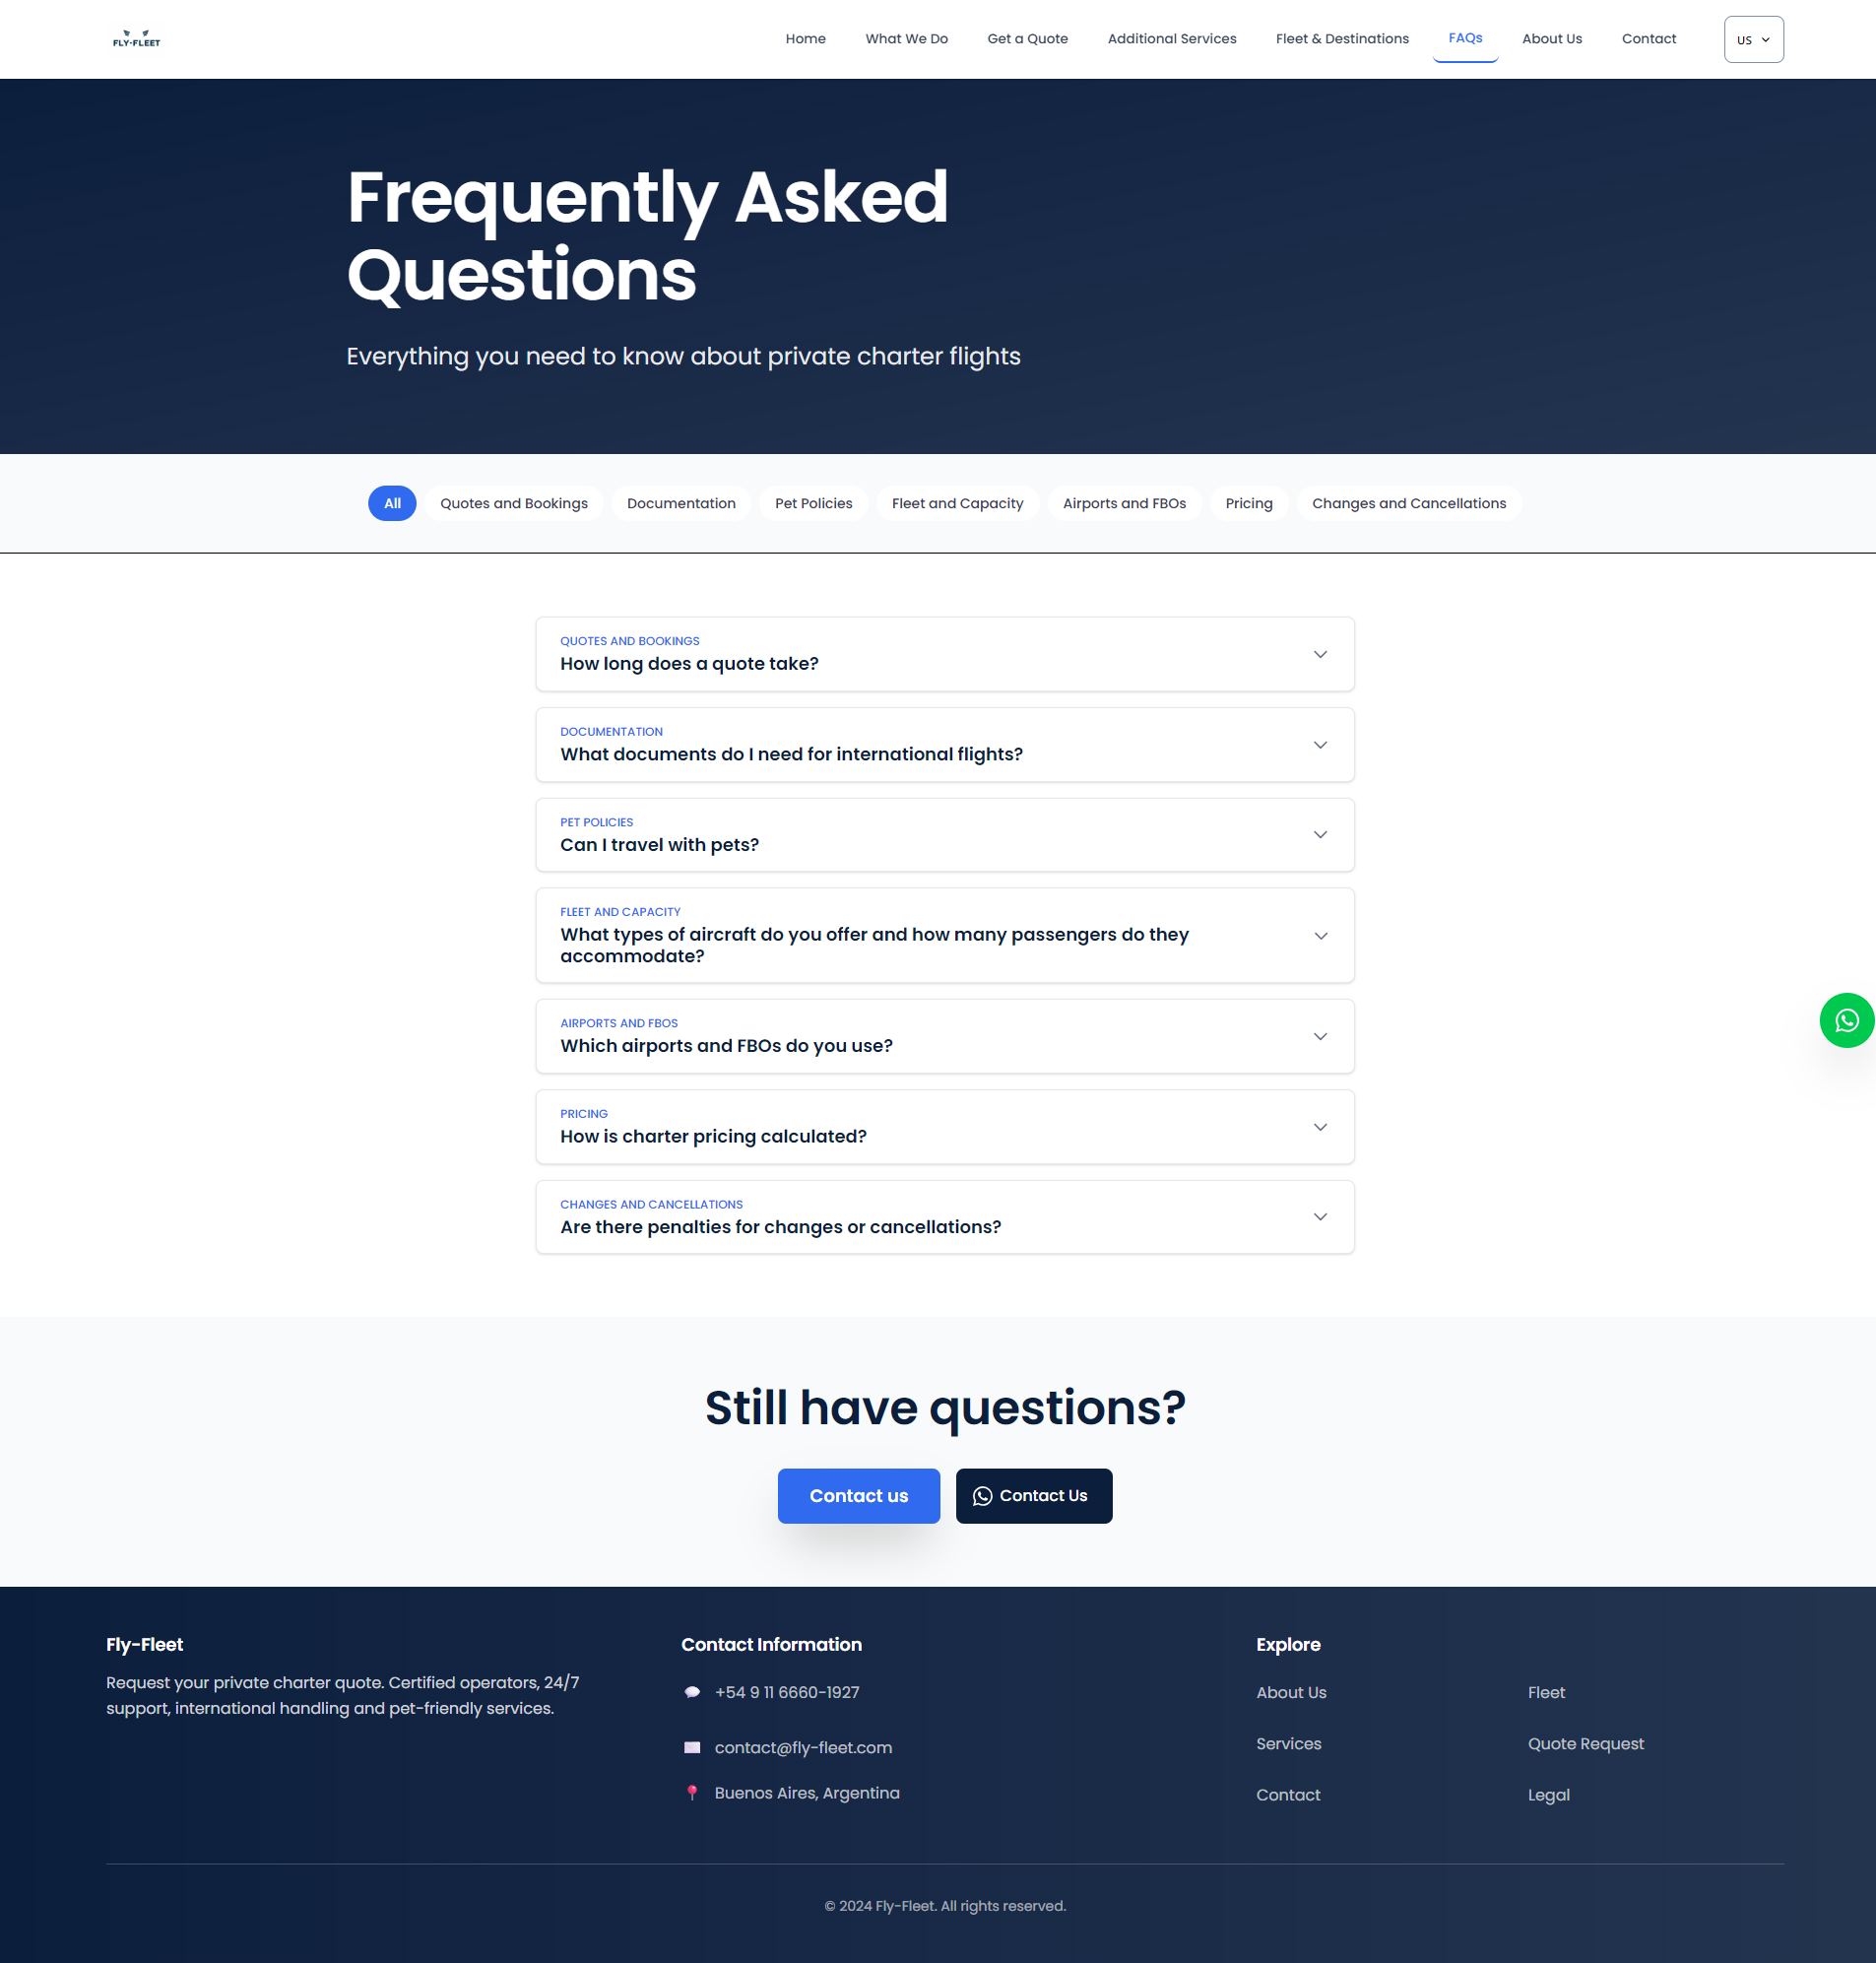 FLY-FLEET
Home
What We Do
Get a Quote
Additional Services
Fleet & Destinations
FAQs
About Us
Contact
US
Frequently Asked
Questions
Everything you need to know about private charter flights
All
Quotes and Bookings
Documentation
Pet Policies
Fleet and Capacity
Airports and FBOs
Pricing
Changes and Cancellations
QUOTES AND BOOKINGS
How long does a quote take?
DOCUMENTATION
What documents do I need for international flights?
PET POLICIES
Can I travel with pets?
FLEET AND CAPACITY
What types of aircraft do you offer and how many passengers do they
accommodate?
AIRPORTS AND FBOS
Which airports and FBOs do you use?
PRICING
How is charter pricing calculated?
CHANGES AND CANCELLATIONS
Are there penalties for changes or cancellations?
Still have questions?
Contact us
Contact Us
Fly-Fleet
Request your private charter quote. Certified operators, 24/7
support, international handling and pet-friendly services.
Contact Information
+54 9 11 6660-1927
contact@fly-fleet.com
Buenos Aires, Argentina
Explore
About Us
Fleet
Services
Quote Request
Contact
Legal
© 2024 Fly-Fleet. All rights reserved.